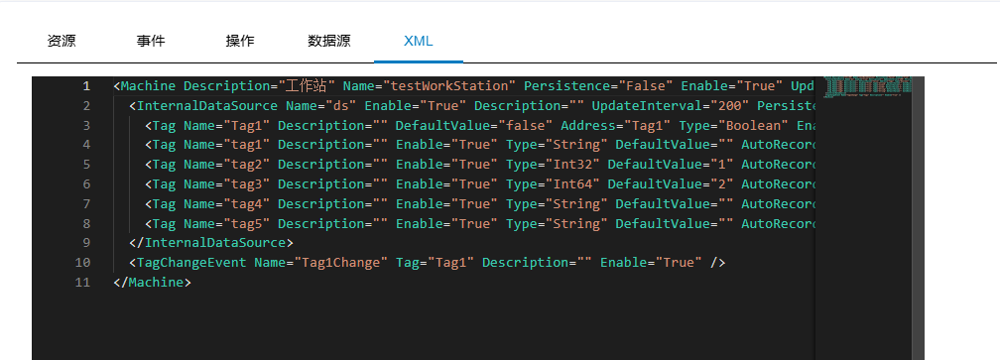 资源 事件 操作 数据源 XML
1 <Machine Description="工作站" Name="testWorkStation" Persistence="False" Enable="True" Upd
2 <InternalDataSource Name="ds" Enable="True" Description="" UpdateInterval="200" Persiste
3 <Tag Name="Tag1" Description="" DefaultValue="false" Address="Tag1" Type="Boolean" Ena
4 <Tag Name="tag1" Description="" Enable="True" Type="String" DefaultValue="" AutoRecord
5 <Tag Name="tag2" Description="" Enable="True" Type="Int32" DefaultValue="1" AutoRecord
6 <Tag Name="tag3" Description="" Enable="True" Type="Int64" DefaultValue="2" AutoRecord
7 <Tag Name="tag4" Description="" Enable="True" Type="String" DefaultValue="" AutoRecord
8 <Tag Name="tag5" Description="" Enable="True" Type="String" DefaultValue="" AutoRecord
9 </InternalDataSource>
10 <TagChangeEvent Name="Tag1Change" Tag="Tag1" Description="" Enable="True" />
11 </Machine>